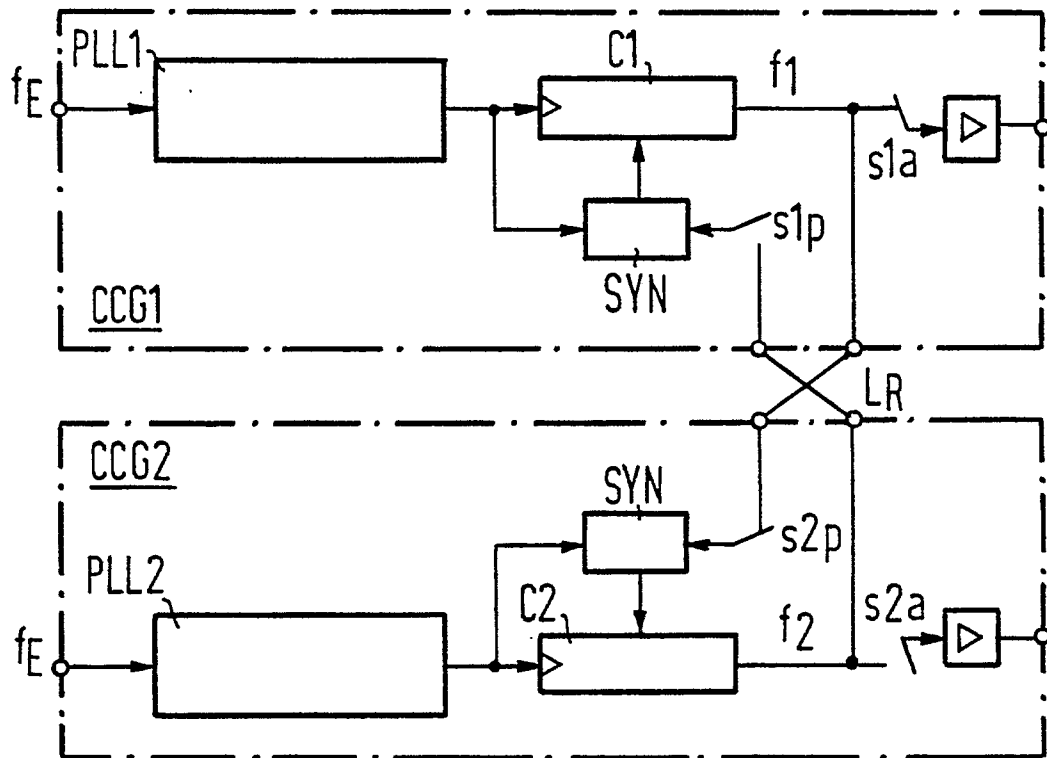 PLL1
C1
f1
fE
s1a
s1p
SYN
CCG1
LR
CCG2
SYN
s2p
PLL2
C2
f2
s2a
fE